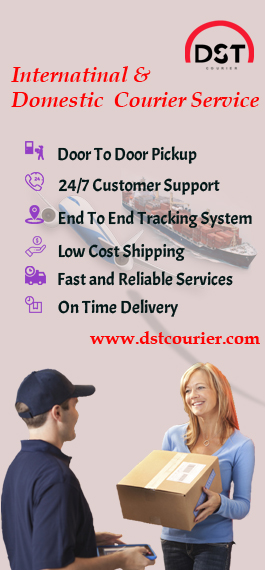 DST
COURIER
Internatinal &
Domestic Courier Service
Door To Door Pickup
24/7 Customer Support
End To End Tracking System
Low Cost Shipping
Fast and Reliable Services
On Time Delivery
www.dstcourier.com